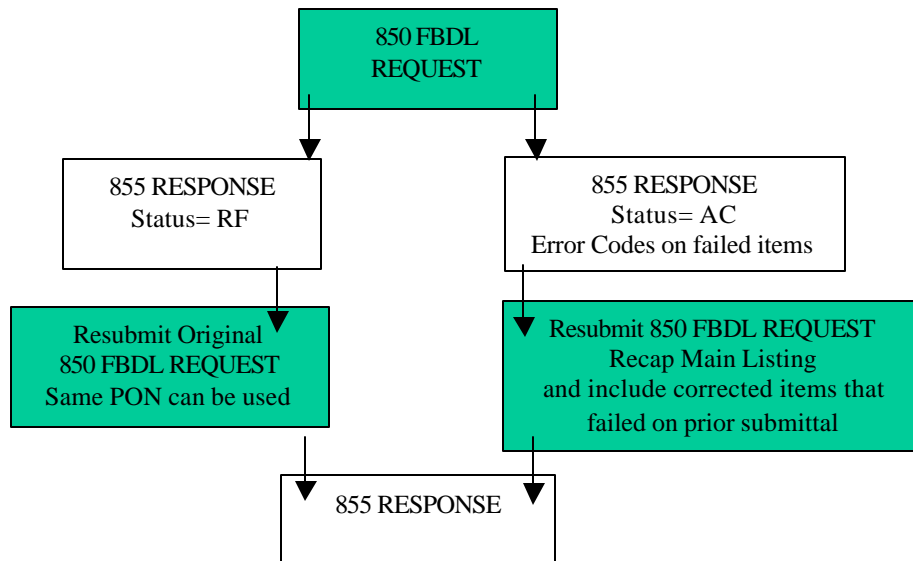 850 FBDL
REQUEST
855 RESPONSE
Status= RF
855 RESPONSE
Status= AC
Error Codes on failed items
Resubmit Original
850 FBDL REQUEST
Same PON can be used
Resubmit 850 FBDL REQUEST
Recap Main Listing
and include corrected items that
failed on prior submittal
855 RESPONSE